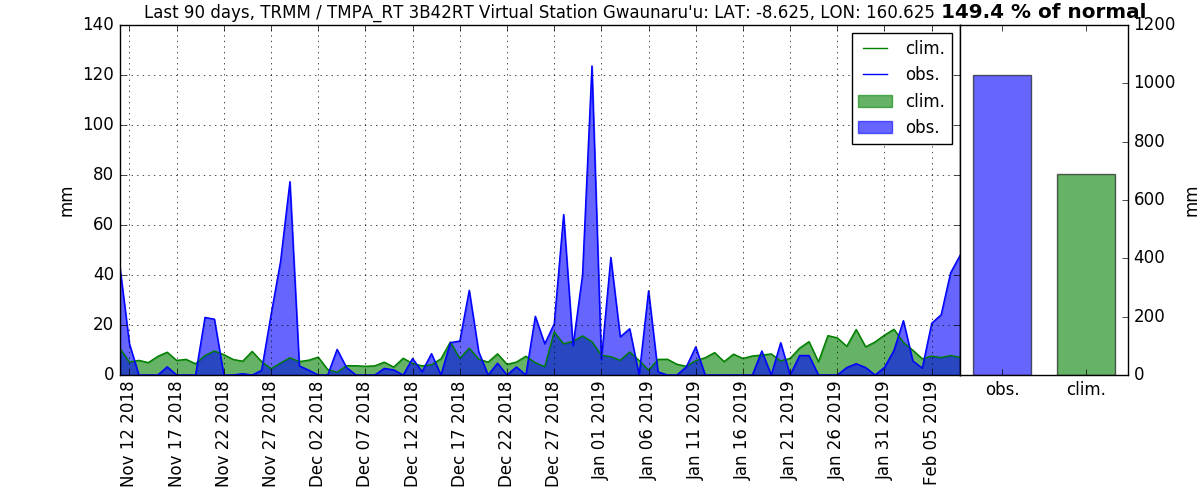 Last 90 days, TRMM / TMPA_RT 3B42RT Virtual Station Gwaunaru'u: LAT: -8.625, LON: 160.625 149.4 % of normal
140
120
100
80
60
40
20
0
mm
clim.
obs.
clim.
obs.
1200
1000
800
600
400
200
0
mm
Nov 12 2018
Nov 17 2018
Nov 22 2018
Nov 27 2018
Dec 02 2018
Dec 07 2018
Dec 12 2018
Dec 17 2018
Dec 22 2018
Dec 27 2018
Jan 01 2019
Jan 06 2019
Jan 11 2019
Jan 16 2019
Jan 21 2019
Jan 26 2019
Jan 31 2019
Feb 05 2019
obs.
clim.